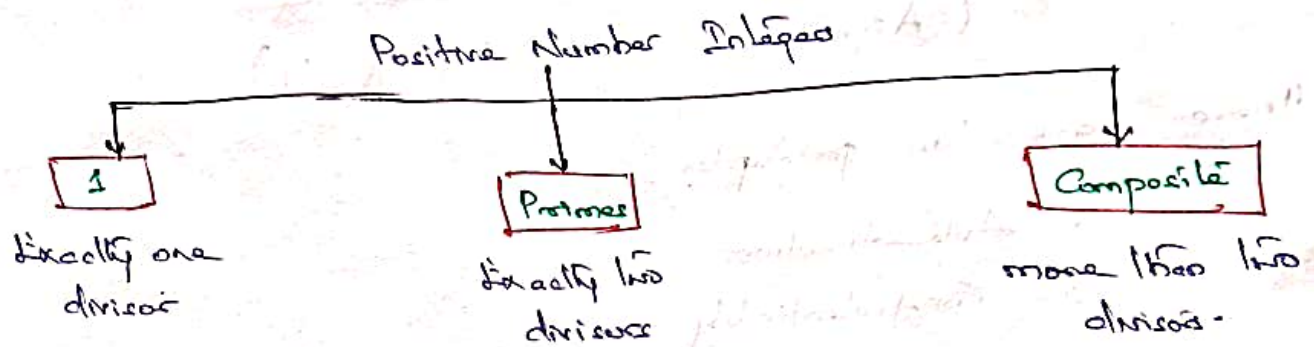 Positive Number Integers
1
Exactly one
divisor
Primes
Exactly two
divisors
Composite
more than two
divisors.